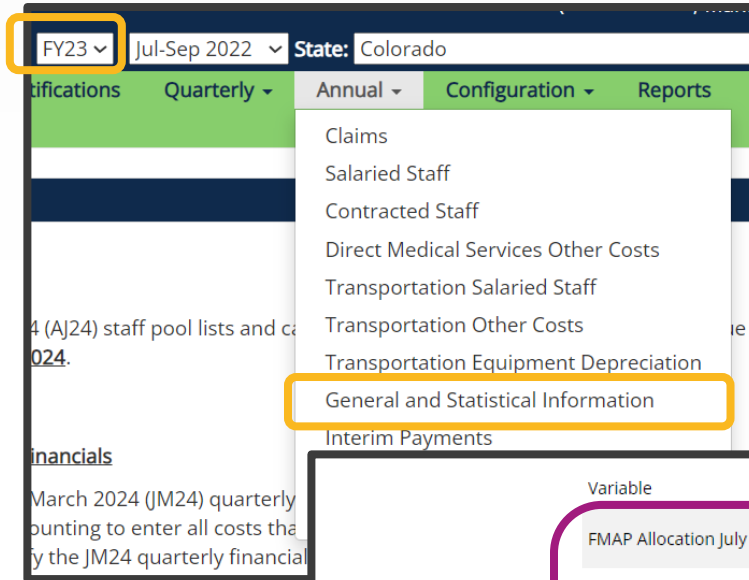 FY23 Jul-Sep 2022 State: Colorado
tifications Quarterly Annual Configuration Reports
Claims
Salaried Staff
Contracted Staff
Direct Medical Services Other Costs
Transportation Salaried Staff
4 (AJ24) staff pool lists and ca Transportation Other Costs ue
024.
Transportation Equipment Depreciation
General and Statistical Information
Interim Payments
inancials
March 2024 (JM24) quarterly
ounting to enter all costs tha
fy the JM24 quarterly financial
Variable
FMAP Allocation July